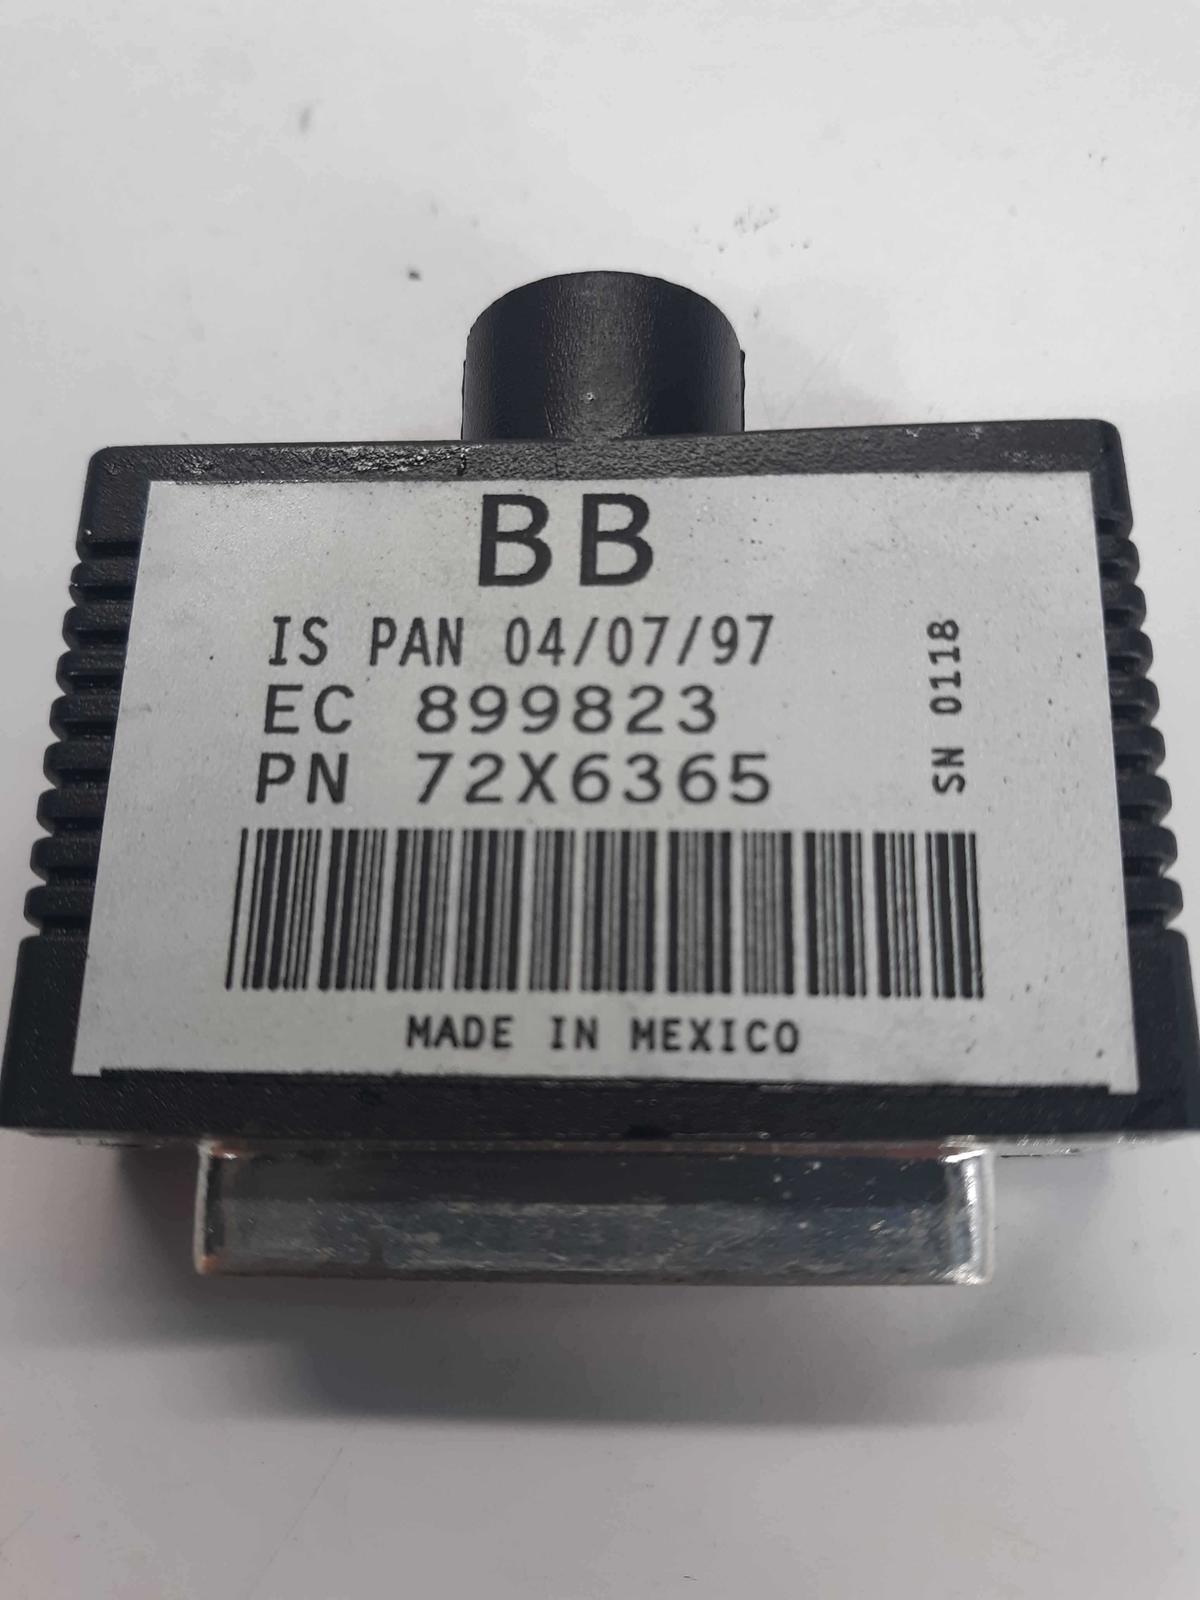 BB
IS PAN 04/07/97
EC 899823
PN 72X6365
SN 0118
MADE IN MEXICO